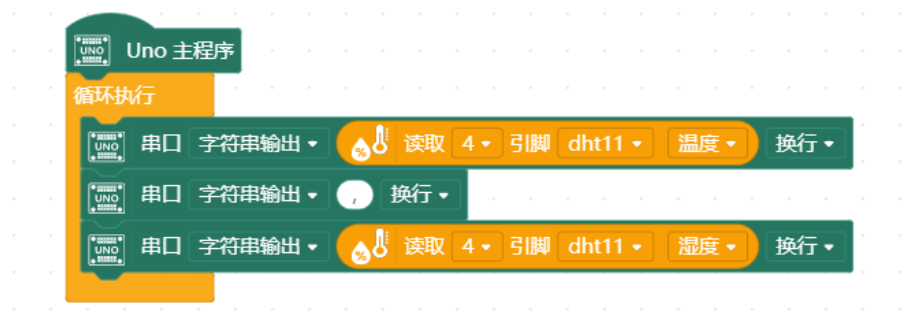 UNO Uno 主程序
循环执行
UNO 串口 字符串输出 % 读取 4 引脚 dht11 温度 换行
UNO 串口 字符串输出 , 换行
UNO 串口 字符串输出 % 读取 4 引脚 dht11 湿度 换行